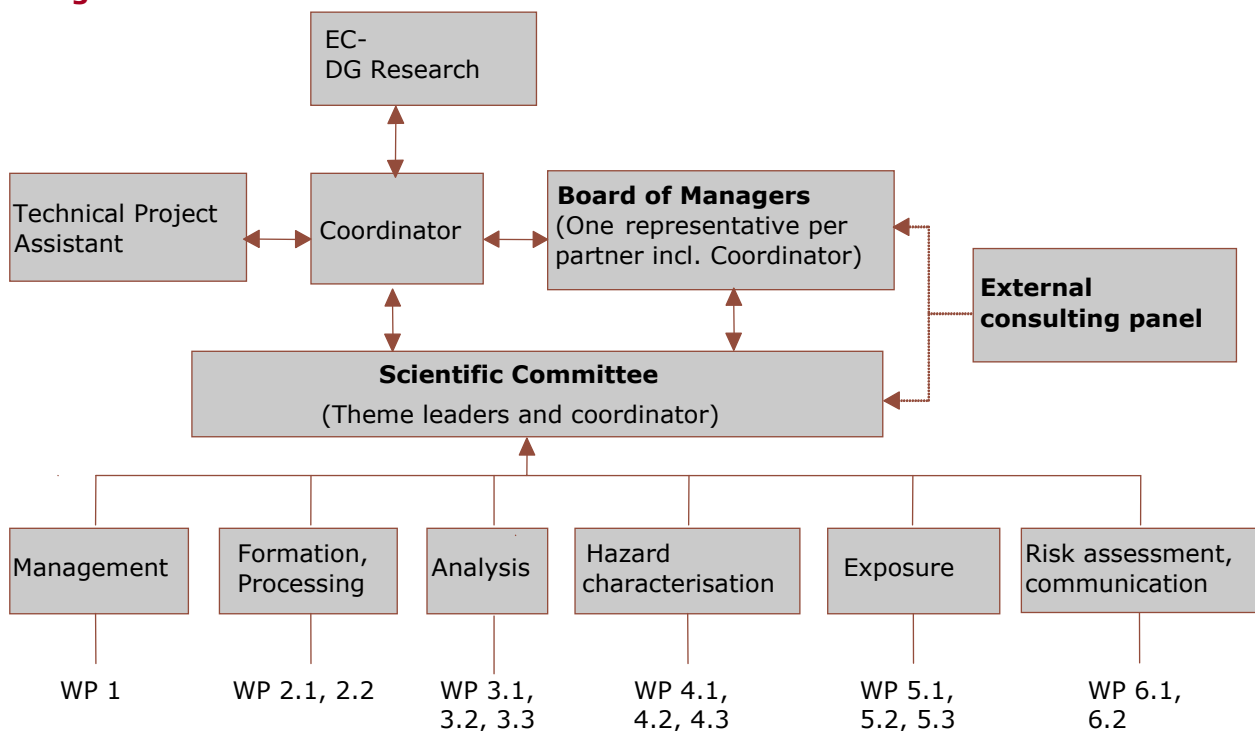 EC-
DG Research
Technical Project
Assistant
Coordinator
Board of Managers
(One representative per
partner incl. Coordinator)
External
consulting panel
Scientific Committee
(Theme leaders and coordinator)
Management
Formation,
Processing
Analysis
Hazard
characterisation
Exposure
Risk assessment,
communication
WP 1
WP 2.1, 2.2
WP 3.1,
3.2, 3.3
WP 4.1,
4.2, 4.3
WP 5.1,
5.2, 5.3
WP 6.1,
6.2